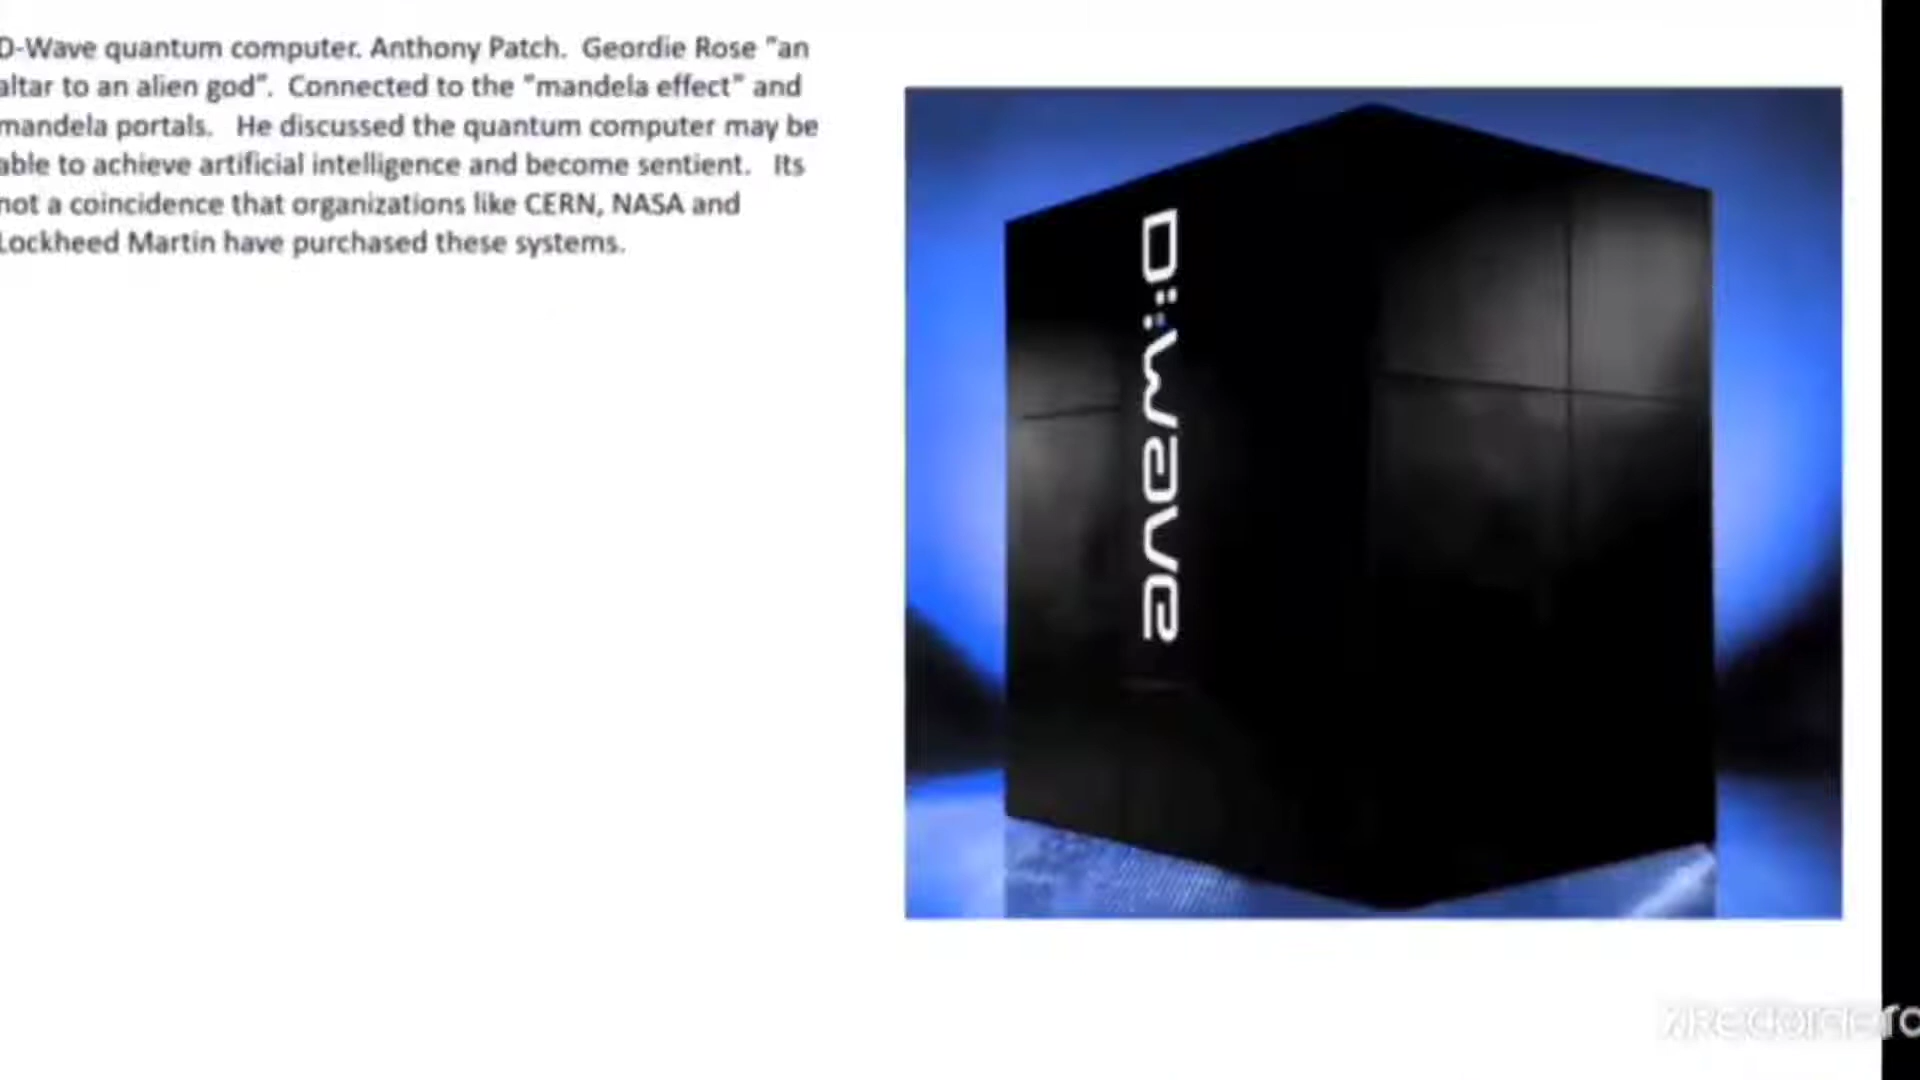 D-Wave quantum computer. Anthony Patch.  Geordie Rose "an
altar to an alien god".  Connected to the "mandela effect" and
mandela portals.   He discussed the quantum computer may be
able to achieve artificial intelligence and become sentient.   Its
not a coincidence that organizations like CERN, NASA and
Lockheed Martin have purchased these systems.
D:wave